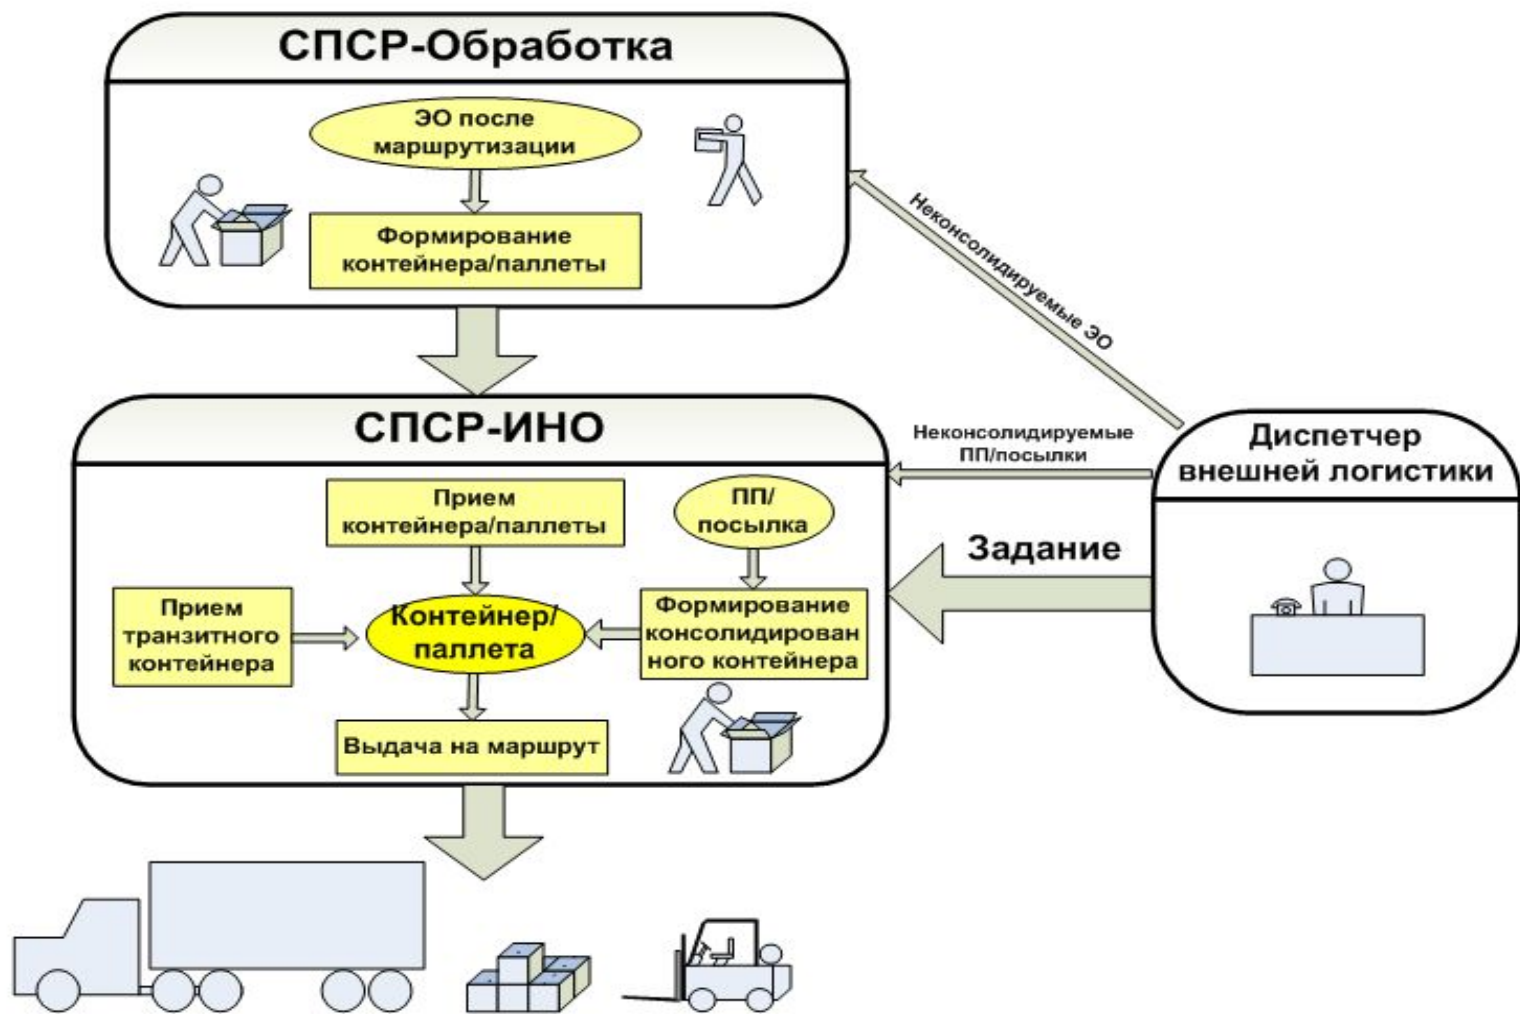 СПСР-Обработка
ЭО после
маршрутизации
Формирование
контейнера/паллеты
Неконсолидируемые ЭО
СПСР-ИНО
Неконсолидируемые
ПП/посылки
Диспетчер
внешней логистики
Прием
контейнера/паллеты
ПП/
посылка
Задание
Прием
транзитного
контейнера
Контейнер/
паллета
Формирование
консолидирован
ного контейнера
Выдача на маршрут